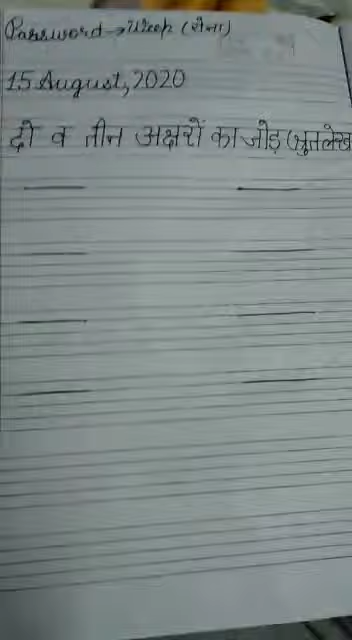 Password → Weep (रोना)
15 August, 2020
दो व तीन अक्षरों का जोड़ (श्रुतलेख